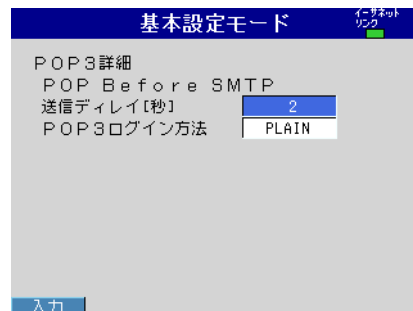 基本設定モード
イーサネット
リンク
ＰＯＰ３詳細
ＰＯＰ Ｂｅｆｏｒｅ ＳＭＴＰ
送信ディレイ[秒] 2
ＰＯＰ３ログイン方法 PLAIN
入力